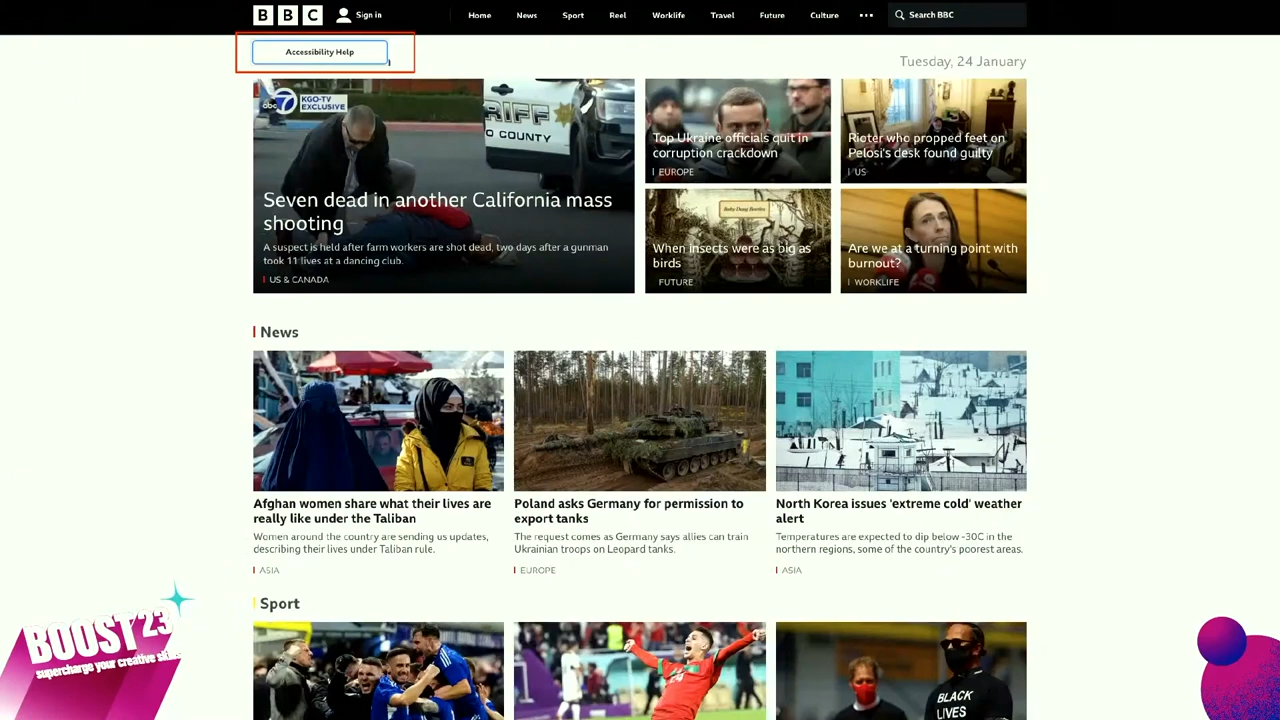 BBC Sign in Home News Sport Reel Worklife Travel Future Culture Search BBC
Accessibility Help
Tuesday, 24 January
abc 7 KGO-TV
EXCLUSIVE
RIFF
O COUNTY
Seven dead in another California mass
shooting
A suspect is held after farm workers are shot dead, two days after a gunman
took 11 lives at a dancing club.
US & CANADA
Top Ukraine officials quit in
corruption crackdown
EUROPE
Rioter who propped feet on
Pelosi's desk found guilty
US
When insects were as big as
birds
FUTURE
Are we at a turning point with
burnout?
WORKLIFE
News
Afghan women share what their lives are
really like under the Taliban
Women around the country are sending us updates,
describing their lives under Taliban rule.
ASIA
Poland asks Germany for permission to
export tanks
The request comes as Germany says allies can train
Ukrainian troops on Leopard tanks.
EUROPE
North Korea issues 'extreme cold' weather
alert
Temperatures are expected to dip below -30C in the
northern regions, some of the country's poorest areas.
ASIA
Sport
BLACK
LIVES
BOOST23
supercharge your creative